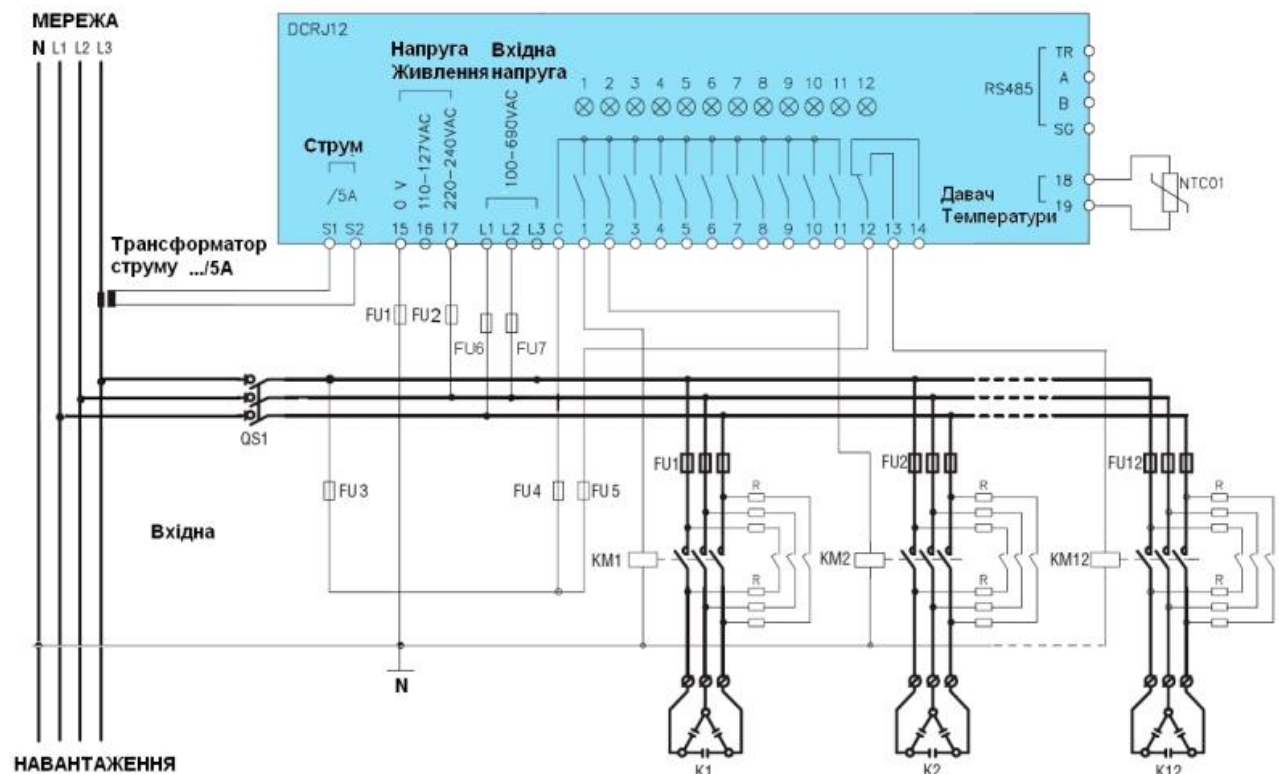 МЕРЕЖА
N L1 L2 L3
DCRJ12
Напруга
Живлення
Вхідна
напруга
Струм
/5A
0 V
110-127VAC
220-240VAC
100-690VAC
1 2 3 4 5 6 7 8 9 10 11 12
RS485
TR
A
B
SG
18
19
NTC01
Давач
Температури
S1 S2 15 16 17 L1 L2 L3 C 1 2 3 4 5 6 7 8 9 10 11 12 13 14
Трансформатор
струму .../5А
FU1
FU2
FU6
FU7
QS1
FU3
FU4
FU5
Вхідна
FU1
FU2
FU12
R
R
R
KM1
KM2
KM12
R
R
R
N
K1
K2
K12
НАВАНТАЖЕННЯ